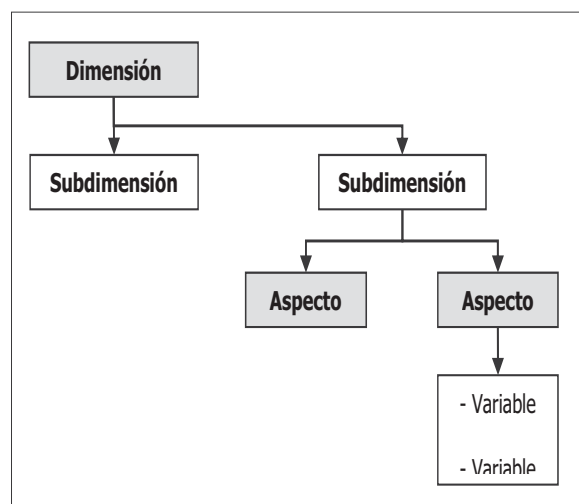 Dimensión
Subdimensión
Subdimensión
Aspecto
Aspecto
- Variable
- Variable